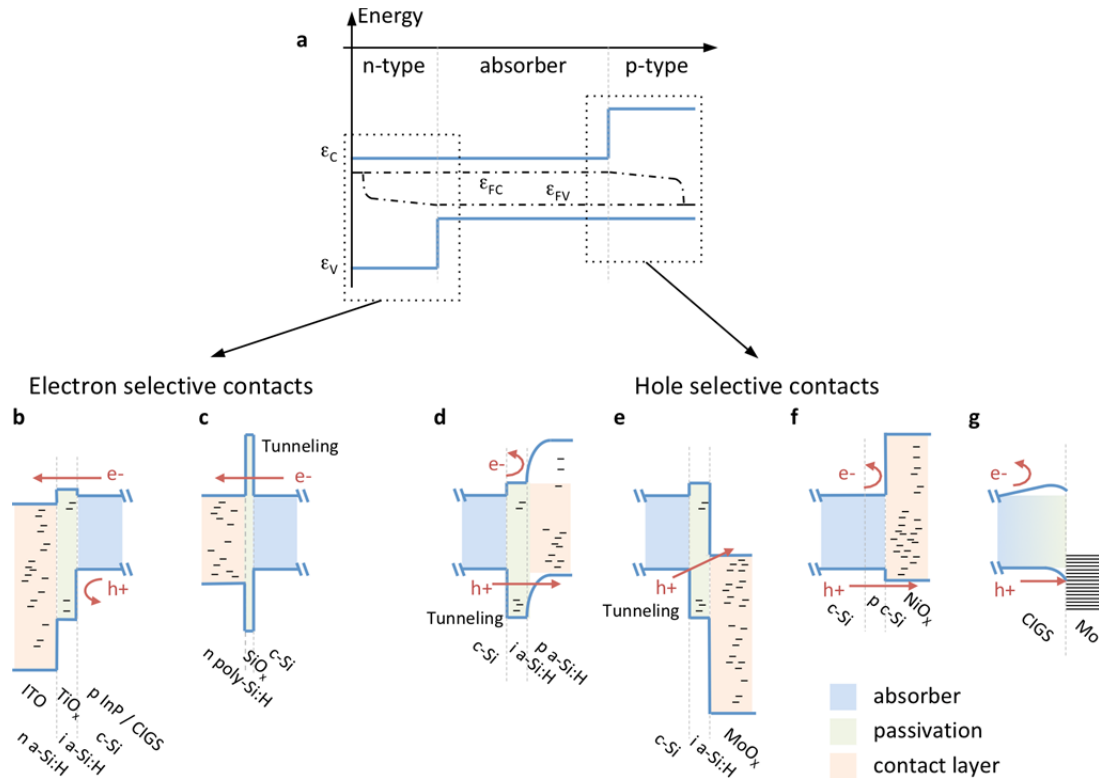 Energy
a
n-type absorber p-type
εC
εFC εFV
εV
Electron selective contacts
Hole selective contacts
b
c
d
e
f
g
Tunneling
e-
e-
e-
e-
e-
h+
h+
h+
h+
h+
Tunneling
Tunneling
ITO
TiOx
p InP / CIGS
n a-Si:H
i a-Si:H
c-Si
n poly-Si:H
SiOx
c-Si
c-Si
i a-Si:H
p a-Si:H
c-Si
i a-Si:H
MoOx
c-Si
p c-Si
NiOx
CIGS
Mo
absorber
passivation
contact layer